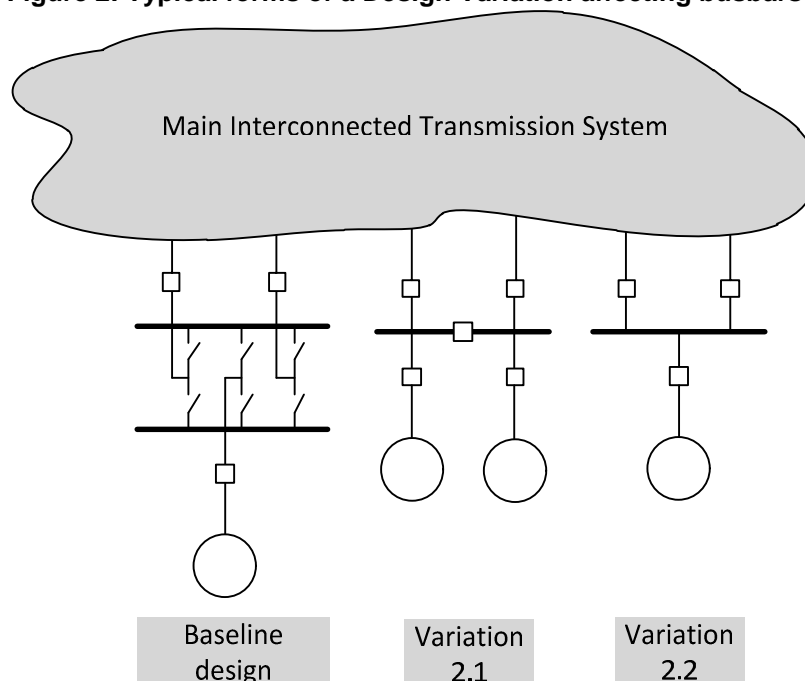 Figure 2: Typical forms of a Design Variation affecting busbars
Main Interconnected Transmission System
Baseline
design
Variation
2.1
Variation
2.2